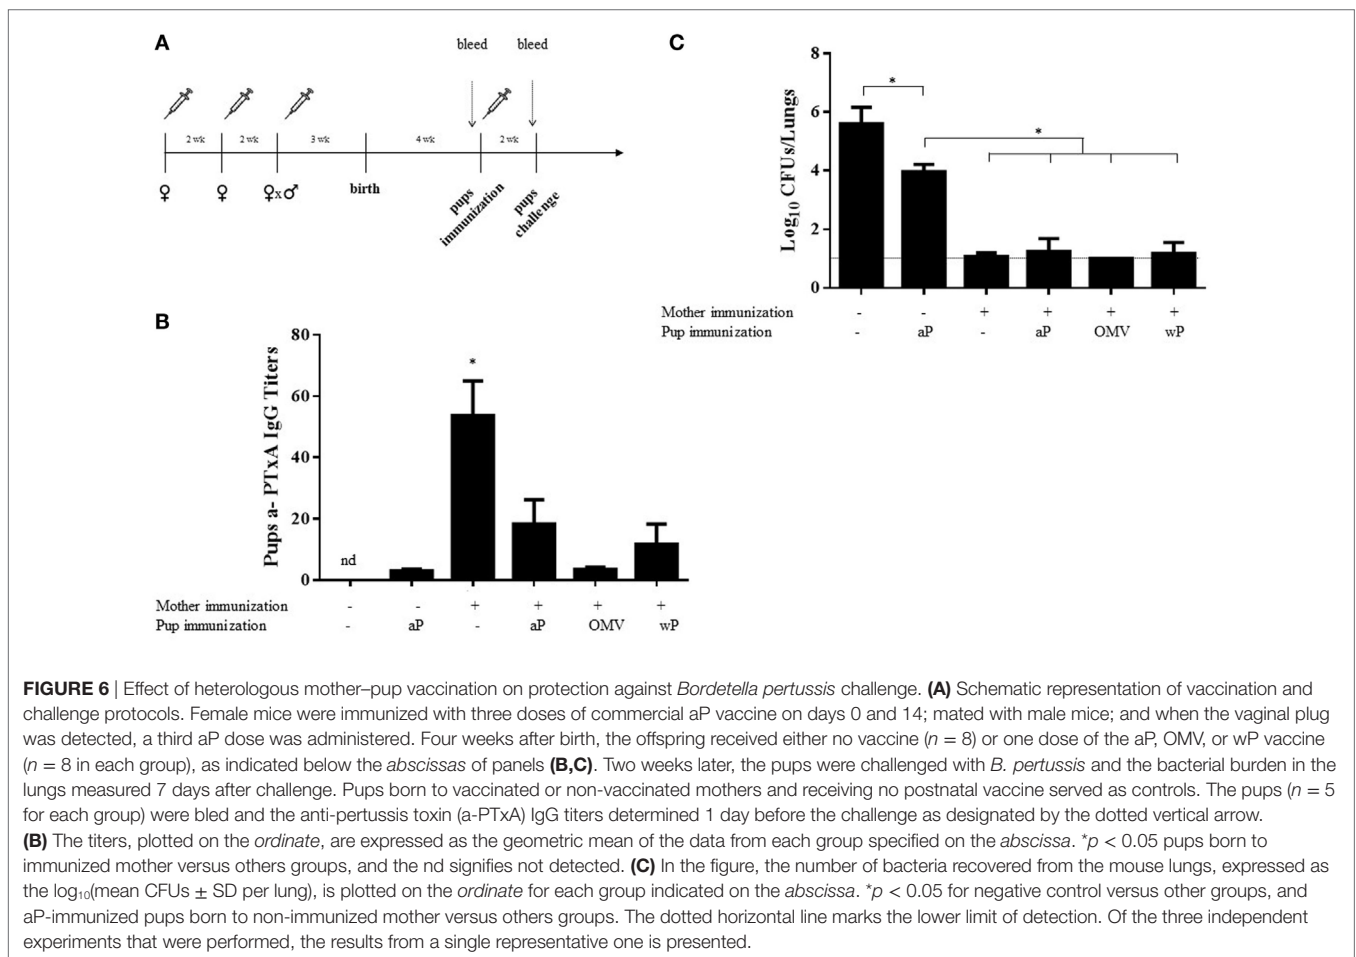 A
bleed bleed
2 wk 2 wk 3 wk 4 wk 2 wk
♀ ♀ ♀x♂ birth pups immunization pups challenge
C
Log10 CFUs/Lungs
8
6
4
2
0
* *
Mother immunization - - + + + +
Pup immunization - aP - aP OMV wP
B
Pups a- PTxA IgG Titers
80
60
40
20
0
nd *
Mother immunization - - + + + +
Pup immunization - aP - aP OMV wP
FIGURE 6 | Effect of heterologous mother–pup vaccination on protection against Bordetella pertussis challenge. (A) Schematic representation of vaccination and
challenge protocols. Female mice were immunized with three doses of commercial aP vaccine on days 0 and 14; mated with male mice; and when the vaginal plug
was detected, a third aP dose was administered. Four weeks after birth, the offspring received either no vaccine (n = 8) or one dose of the aP, OMV, or wP vaccine
(n = 8 in each group), as indicated below the abscissas of panels (B,C). Two weeks later, the pups were challenged with B. pertussis and the bacterial burden in the
lungs measured 7 days after challenge. Pups born to vaccinated or non-vaccinated mothers and receiving no postnatal vaccine served as controls. The pups (n = 5
for each group) were bled and the anti-pertussis toxin (a-PTxA) IgG titers determined 1 day before the challenge as designated by the dotted vertical arrow.
(B) The titers, plotted on the ordinate, are expressed as the geometric mean of the data from each group specified on the abscissa. *p < 0.05 pups born to
immunized mother versus others groups, and the nd signifies not detected. (C) In the figure, the number of bacteria recovered from the mouse lungs, expressed as
the log₁₀(mean CFUs ± SD per lung), is plotted on the ordinate for each group indicated on the abscissa. *p < 0.05 for negative control versus other groups, and
aP-immunized pups born to non-immunized mother versus others groups. The dotted horizontal line marks the lower limit of detection. Of the three independent
experiments that were performed, the results from a single representative one is presented.